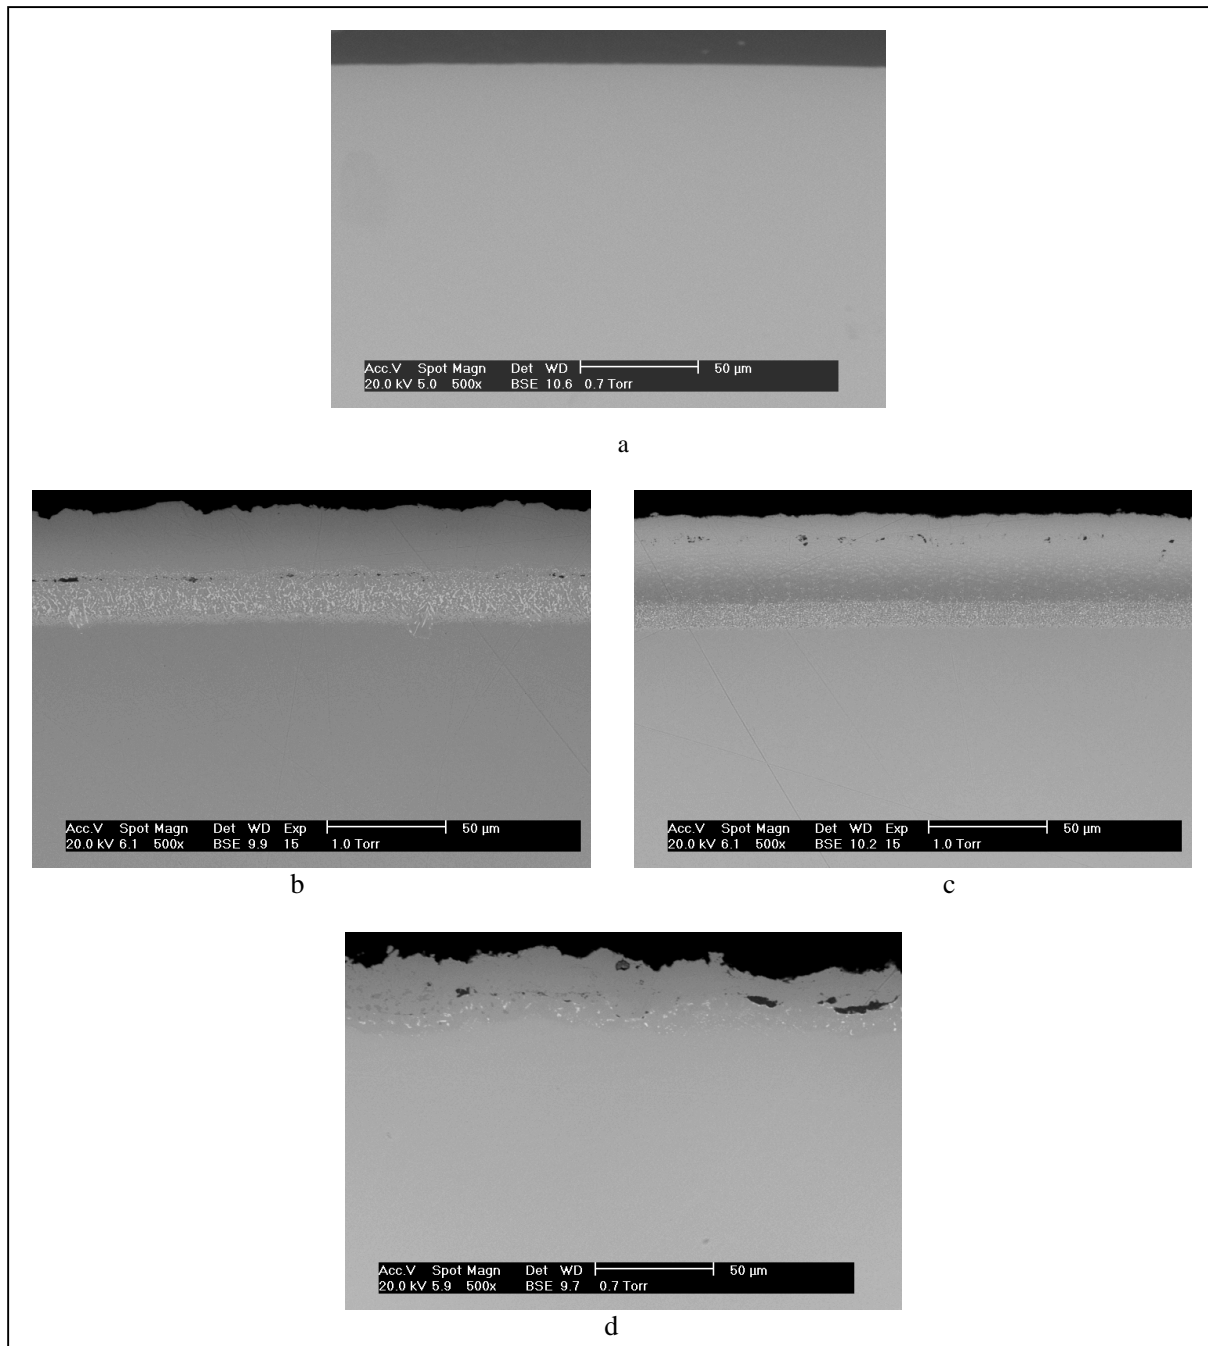 Acc.V Spot Magn Det WD 50 µm
20.0 kV 5.0 500x BSE 10.6 0.7 Torr
a
Acc.V Spot Magn Det WD Exp 50 µm
20.0 kV 6.1 500x BSE 9.9 15 1.0 Torr
b
Acc.V Spot Magn Det WD Exp 50 µm
20.0 kV 6.1 500x BSE 10.2 15 1.0 Torr
c
Acc.V Spot Magn Det WD 50 µm
20.0 kV 5.9 500x BSE 9.7 0.7 Torr
d